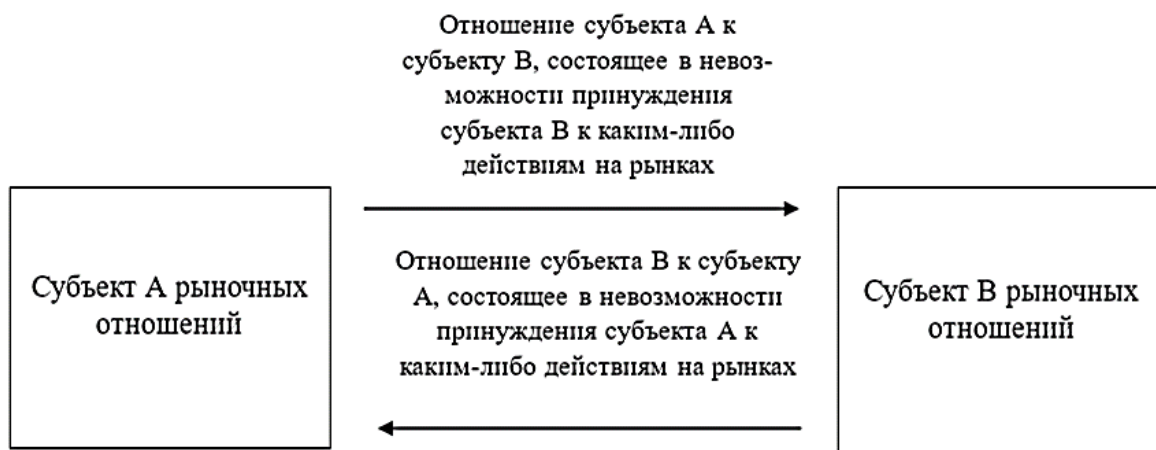 Отношение субъекта А к
субъекту В, состоящее в невоз-
можности принуждения
субъекта В к каким-либо
действиям на рынках
Субъект А рыночных
отношений
Отношение субъекта В к субъекту
А, состоящее в невозможности
принуждения субъекта А к
каким-либо действиям на рынках
Субъект В рыночных
отношений